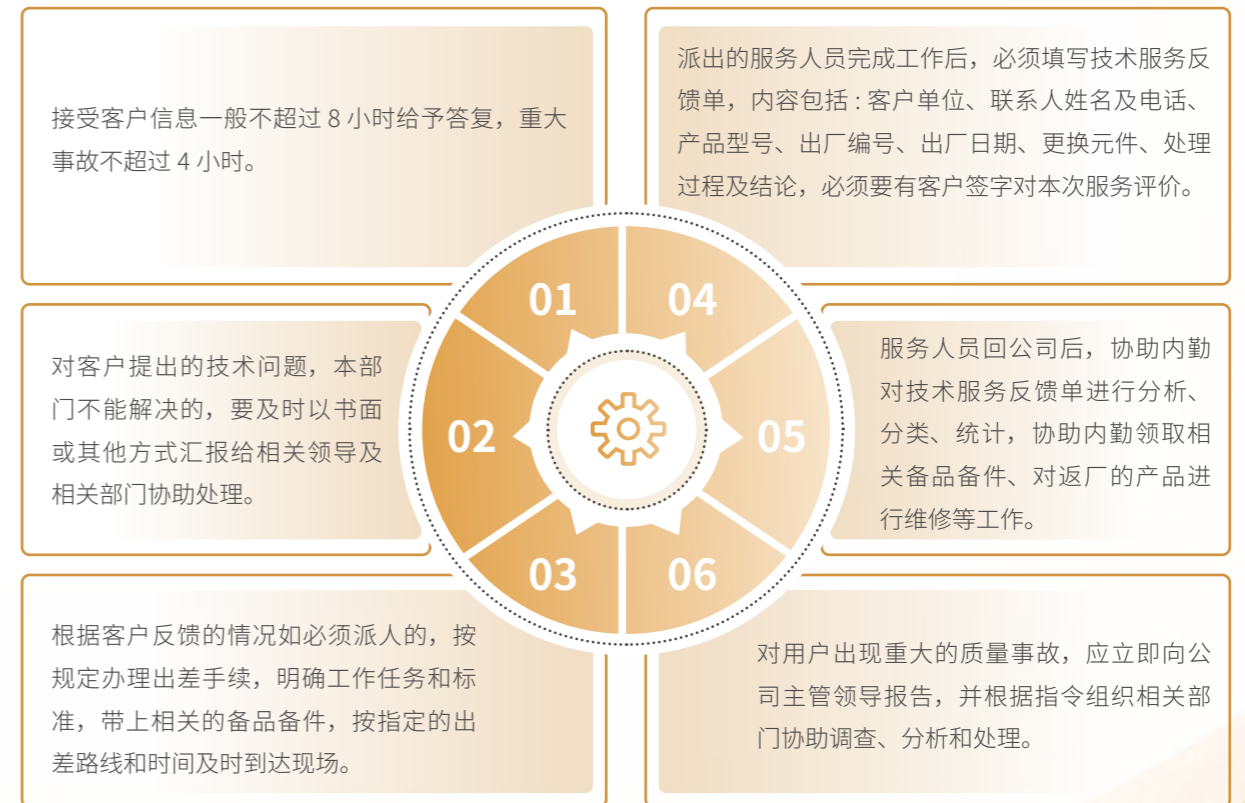 接受客户信息一般不超过 8 小时给予答复，重大
事故不超过 4 小时。
01
对客户提出的技术问题，本部
门不能解决的，要及时以书面
或其他方式汇报给相关领导及
相关部门协助处理。
02
根据客户反馈的情况如必须派人的，按
规定办理出差手续，明确工作任务和标
准，带上相关的备品备件，按指定的出
差路线和时间及时到达现场。
03
派出的服务人员完成工作后，必须填写技术服务反
馈单，内容包括 : 客户单位、联系人姓名及电话、
产品型号、出厂编号、出厂日期、更换元件、处理
过程及结论，必须要有客户签字对本次服务评价。
04
服务人员回公司后，协助内勤
对技术服务反馈单进行分析、
分类、统计，协助内勤领取相
关备品备件、对返厂的产品进
行维修等工作。
05
对用户出现重大的质量事故，应立即向公
司主管领导报告，并根据指令组织相关部
门协助调查、分析和处理。
06